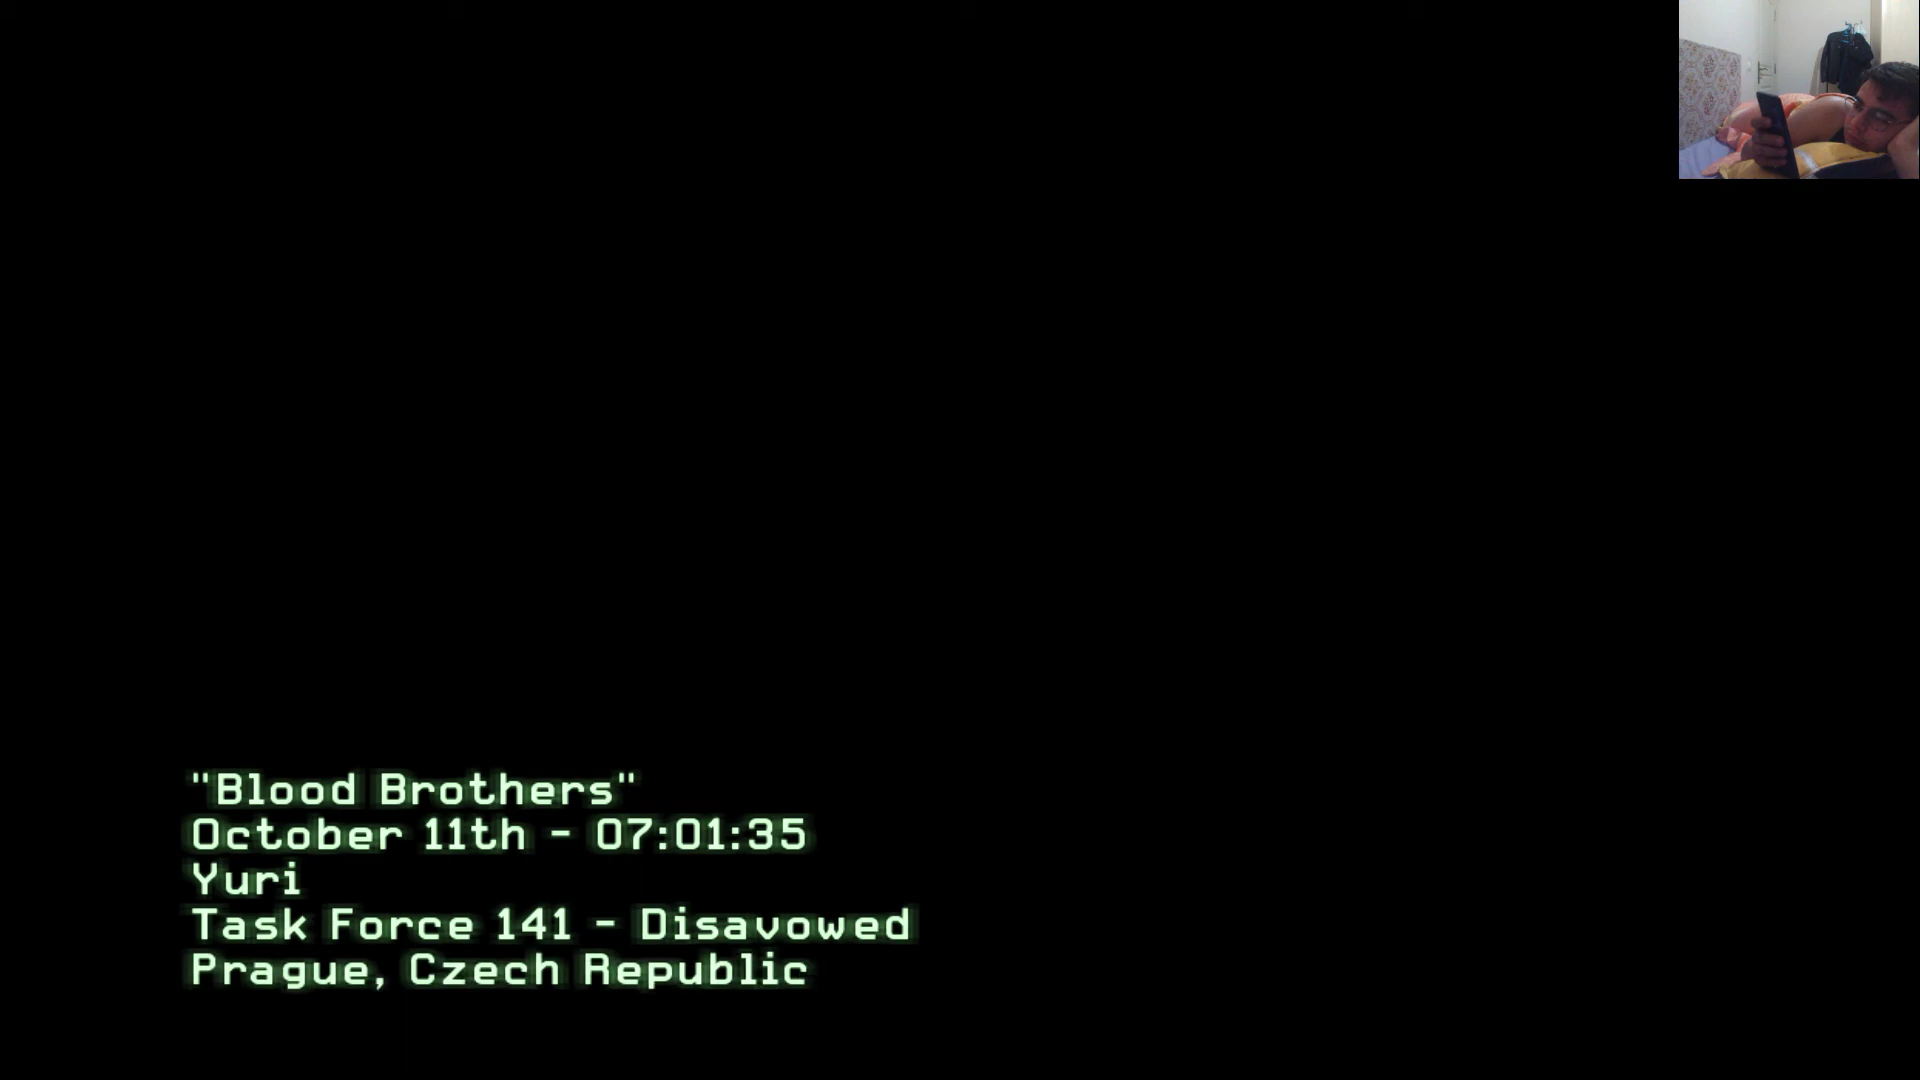 "Blood Brothers"
October 11th - 07:01:35
Yuri
Task Force 141 - Disavowed
Prague, Czech Republic